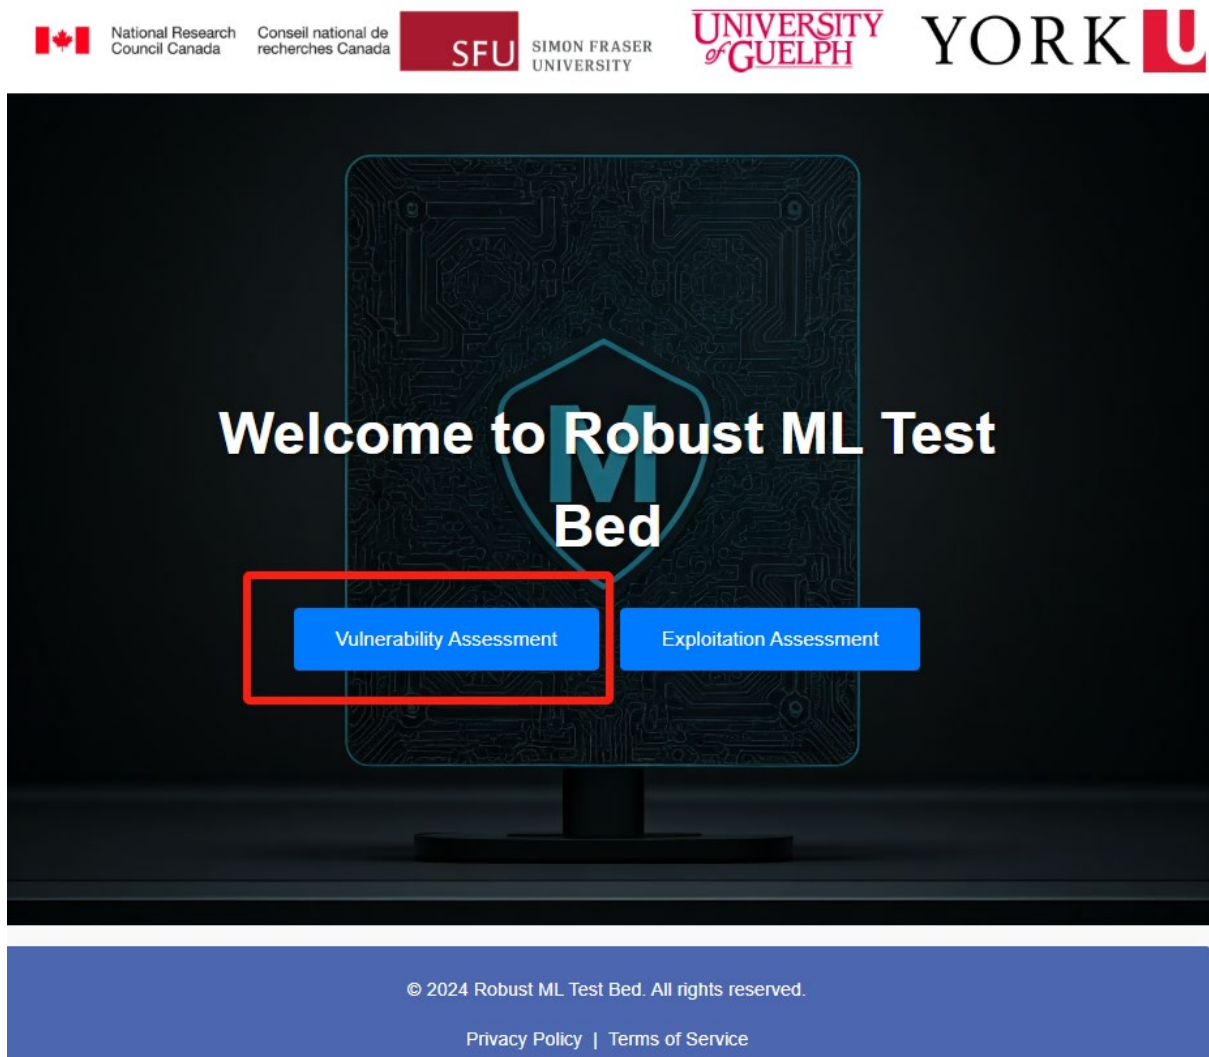 National Research Council Canada
Conseil national de recherches Canada
SFU
SIMON FRASER
UNIVERSITY
UNIVERSITY
of GUELPH
YORK U
M
Welcome to Robust ML Test
Bed
Vulnerability Assessment
Exploitation Assessment
© 2024 Robust ML Test Bed. All rights reserved.
Privacy Policy | Terms of Service